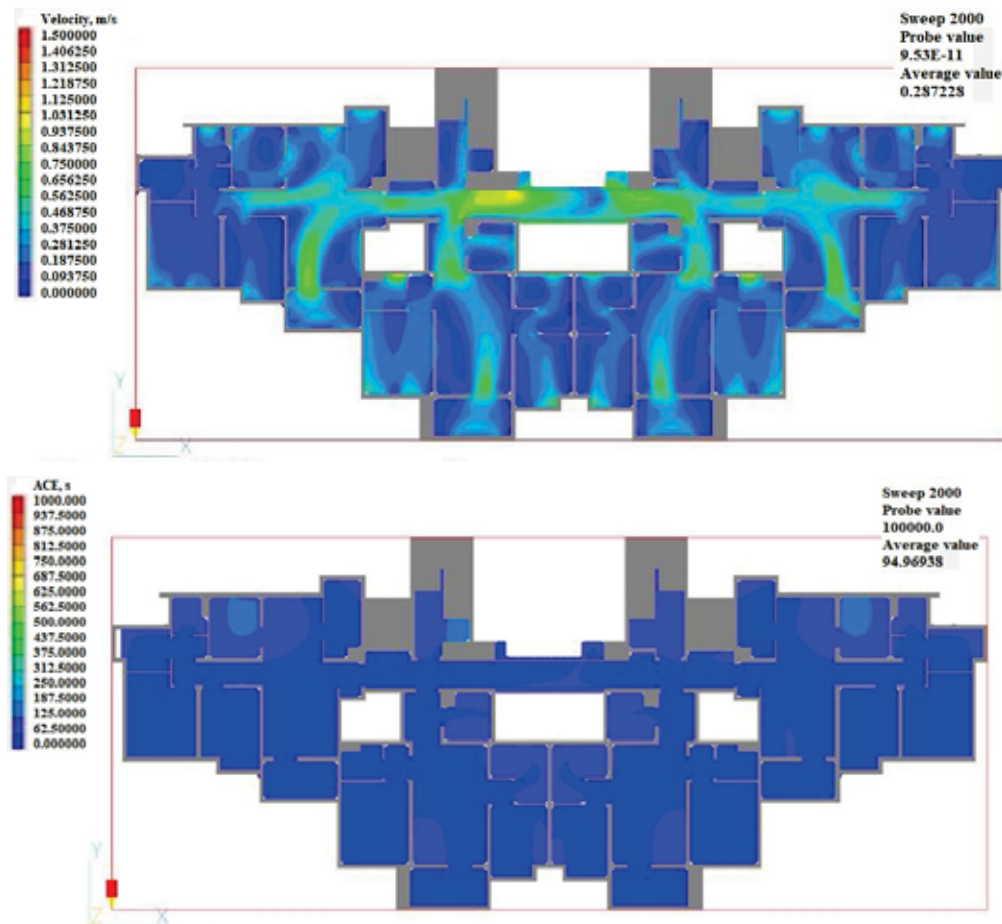 Velocity, m/s
1.500000
1.406250
1.312500
1.218750
1.125000
1.031250
0.937500
0.843750
0.750000
0.656250
0.562500
0.468750
0.375000
0.281250
0.187500
0.093750
0.000000
Sweep 2000
Probe value
9.53E-11
Average value
0.287228
Y
Z
X
ACE, s
1000.000
937.5000
875.0000
812.5000
750.0000
687.5000
625.0000
562.5000
500.0000
437.5000
375.0000
312.5000
250.0000
187.5000
125.0000
62.50000
0.000000
Sweep 2000
Probe value
100000.0
Average value
94.96938
Y
Z
X